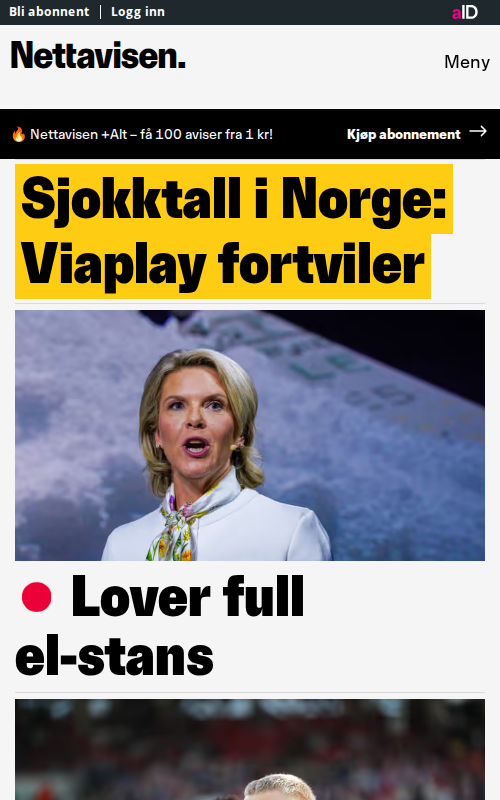 Bli abonnent | Logg inn
aID
Nettavisen.
Meny
🔥 Nettavisen +Alt – få 100 aviser fra 1 kr!
Kjøp abonnement →
Sjokktall i Norge:
Viaplay fortviler
Lover full
el-stans